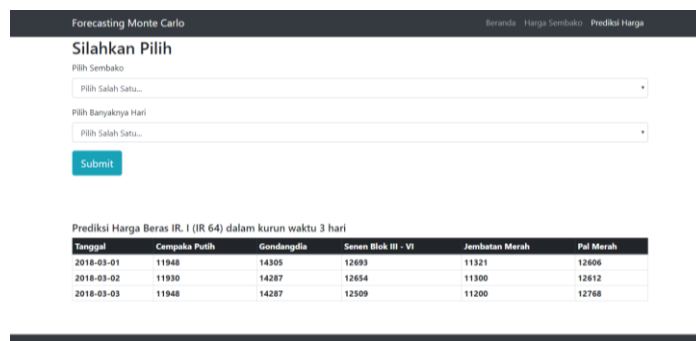 Forecasting Monte Carlo Beranda Harga Sembako Prediksi Harga
Silahkan Pilih
Pilih Sembako
Pilih Salah Satu...
Pilih Banyaknya Hari
Pilih Salah Satu...
Submit
Prediksi Harga Beras IR. I (IR 64) dalam kurun waktu 3 hari
Tanggal Cempaka Putih Gondangdia Senen Blok III - VI Jembatan Merah Pal Merah
2018-03-01 11948 14305 12693 11321 12606
2018-03-02 11930 14287 12654 11300 12612
2018-03-03 11948 14287 12509 11200 12768